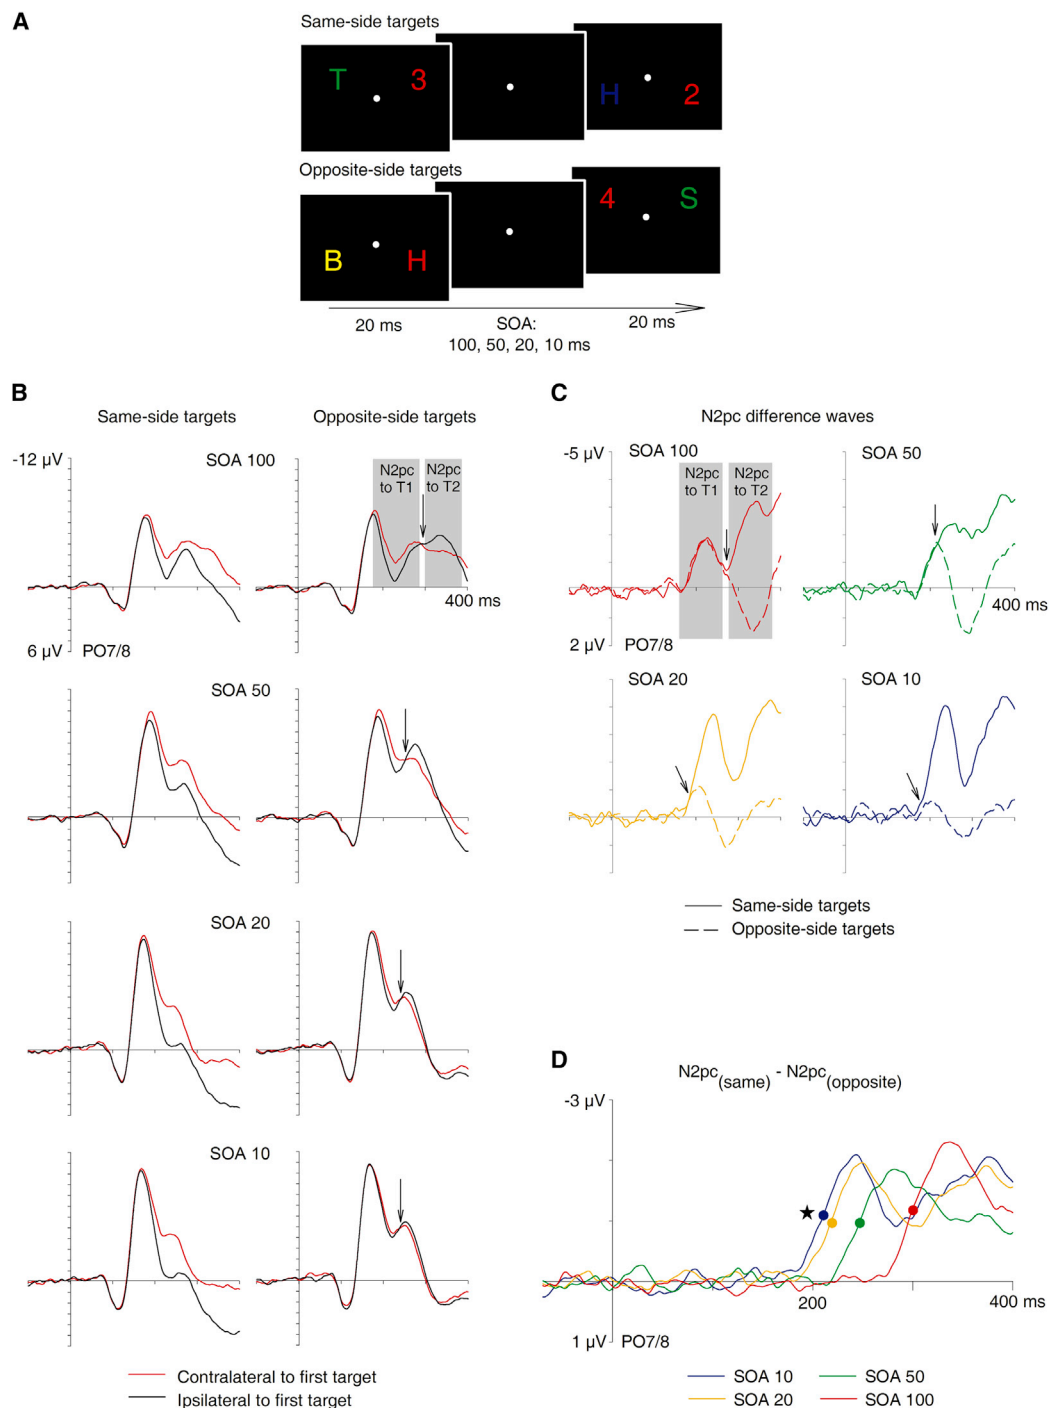 A
Same-side targets
T 3
H 2
Opposite-side targets
B H
4 S
20 ms
SOA:
100, 50, 20, 10 ms
20 ms
B
Same-side targets
Opposite-side targets
-12 µV
SOA 100
N2pc
to T1
N2pc
to T2
400 ms
6 µV
PO7/8
SOA 50
SOA 20
SOA 10
Contralateral to first target
Ipsilateral to first target
C
N2pc difference waves
-5 µV
SOA 100
N2pc
to T1
N2pc
to T2
SOA 50
400 ms
2 µV
PO7/8
SOA 20
SOA 10
Same-side targets
Opposite-side targets
D
N2pc(same) - N2pc(opposite)
-3 µV
200
400 ms
1 µV
PO7/8
SOA 10
SOA 50
SOA 20
SOA 100